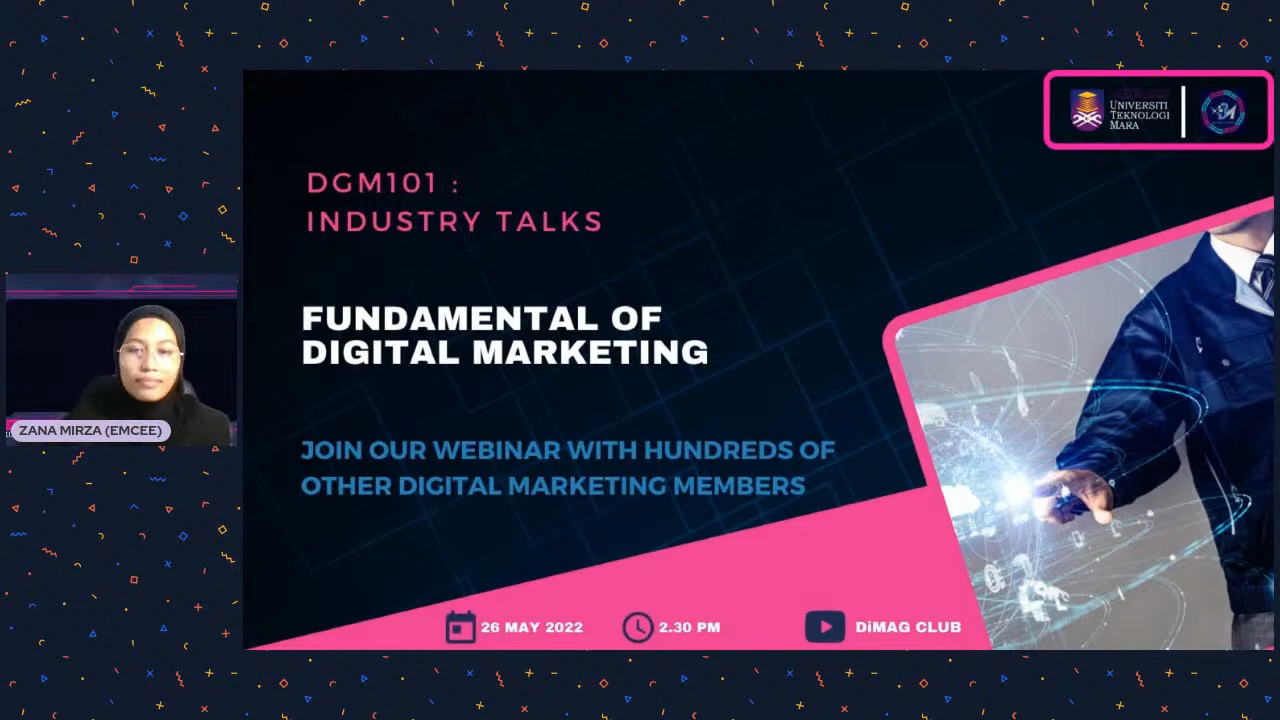 UNIVERSITI
TEKNOLOGI
MARA
DGM101 :
INDUSTRY TALKS
FUNDAMENTAL OF
DIGITAL MARKETING
ZANA MIRZA (EMCEE)
JOIN OUR WEBINAR WITH HUNDREDS OF
OTHER DIGITAL MARKETING MEMBERS
26 MAY 2022
2.30 PM
DiMAG CLUB